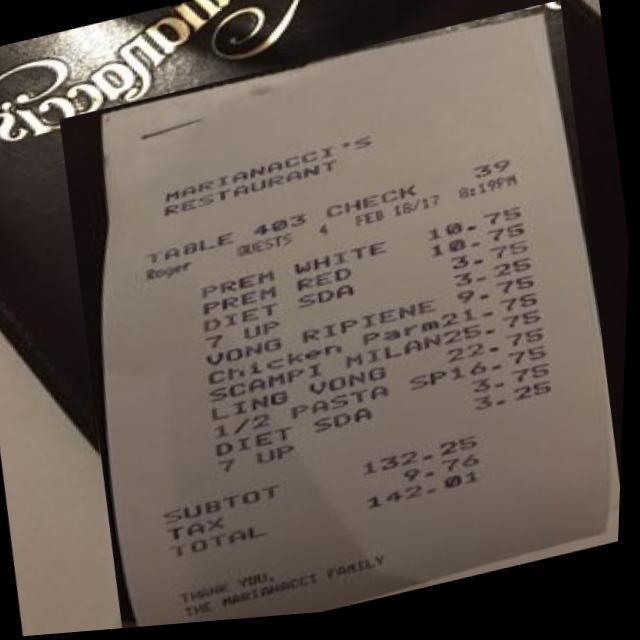 Marianacci's
MARIANACCI'S
RESTAURANT
TABLE 403 CHECK 39
Roger GUESTS 4 FEB 18/17 8:19PM
PREM WHITE 10.75
PREM RED 10.75
DIET SDA 3.75
7 UP 3.25
VONG RIPIENE 9.75
Chicken Parm21.75
SCAMPI MILAN25.75
LING VONG 22.75
1/2 PASTA SP16.75
DIET SDA 3.75
7 UP 3.25
SUBTOT 132.25
TAX 9.76
TOTAL 142.01
THANK YOU,
THE MARIANACCI FAMILY